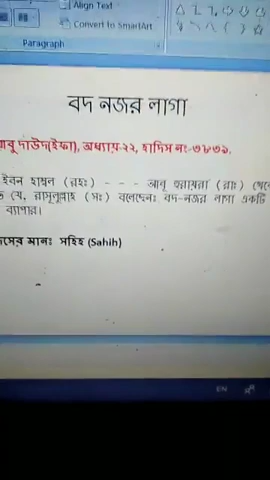 Align Text
Convert to SmartArt
Paragraph
বদ নজর লাগা
দাউদ(ইফা), অধ্যায়-২২, হাদিস নং-৩৮৩৯.
ইবন হাম্বল (রহঃ) - - - আবূ হুরায়রা (রাঃ) থেকে
যে, রাসূলুল্লাহ (সঃ) বলেছেনঃ বদ-নজর লাগা একটি
ব্যাপার।
মানঃ সহিহ (Sahih)
EN